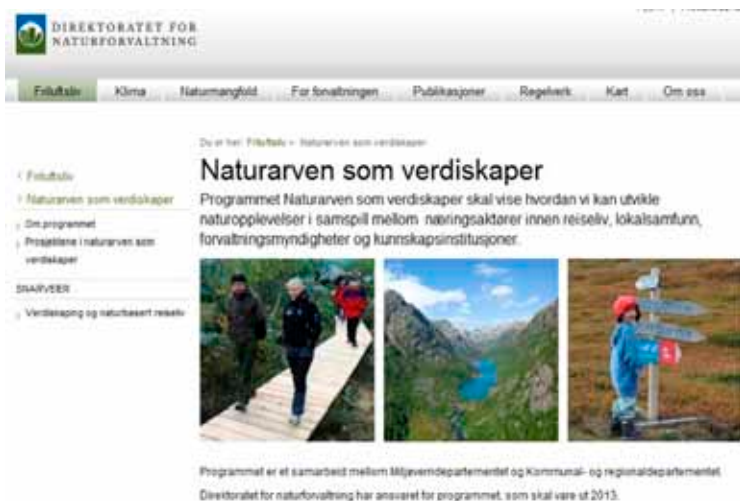 DIREKTORATET FOR
NATURFORVALTNING
Friluftsliv Klima Naturmangfold For forvaltningen Publikasjoner Regelverk Kart Om oss
Du er her: Friluftsliv > Naturarven som verdiskaper
Naturarven som verdiskaper
Programmet Naturarven som verdiskaper skal vise hvordan vi kan utvikle
naturopplevelser i samspill mellom næringsaktører innen reiseliv, lokalsamfunn,
forvaltningsmyndigheter og kunnskapsinstitusjoner.
Friluftsliv
Naturarven som verdiskaper
Om programmet
Prosjektene i naturarven som
verdiskaper
SNARVEIER
Verdiskaping og naturbasert reiseliv
Programmet er et samarbeid mellom Miljøverndepartementet og Kommunal- og regionaldepartementet.
Direktoratet for naturforvaltning har ansvaret for programmet, som skal vare ut 2013.